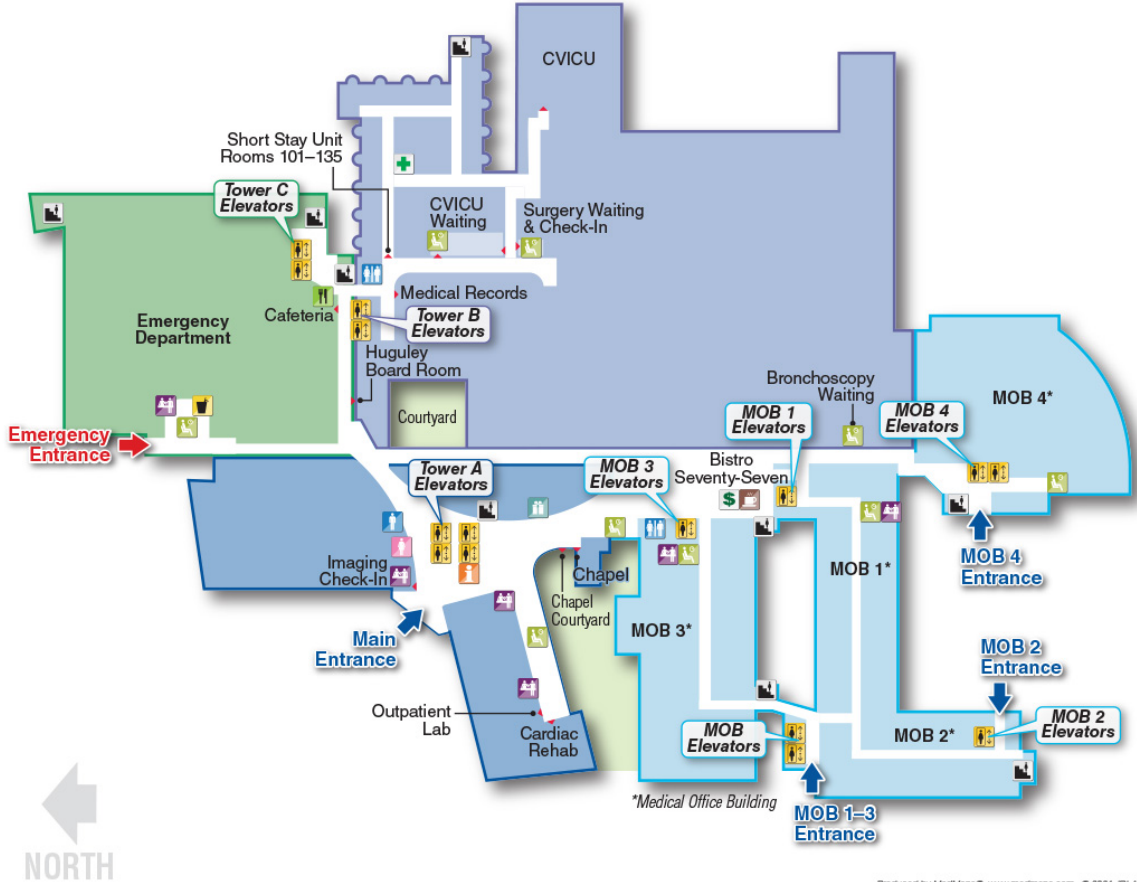 CVICU
Short Stay Unit
Rooms 101–135
Tower C
Elevators
CVICU
Waiting
Surgery Waiting
& Check-In
Medical Records
Cafeteria
Tower B
Elevators
Emergency
Department
Huguley
Board Room
Courtyard
Bronchoscopy
Waiting
MOB 1
Elevators
MOB 4
Elevators
MOB 4*
Emergency
Entrance
Tower A
Elevators
MOB 3
Elevators
Bistro
Seventy-Seven
$
MOB 4
Entrance
Imaging
Check-In
Chapel
Chapel
Courtyard
MOB 1*
MOB 3*
Main
Entrance
MOB 2
Entrance
Outpatient
Lab
Cardiac
Rehab
MOB
Elevators
MOB 2*
MOB 2
Elevators
*Medical Office Building
MOB 1–3
Entrance
NORTH